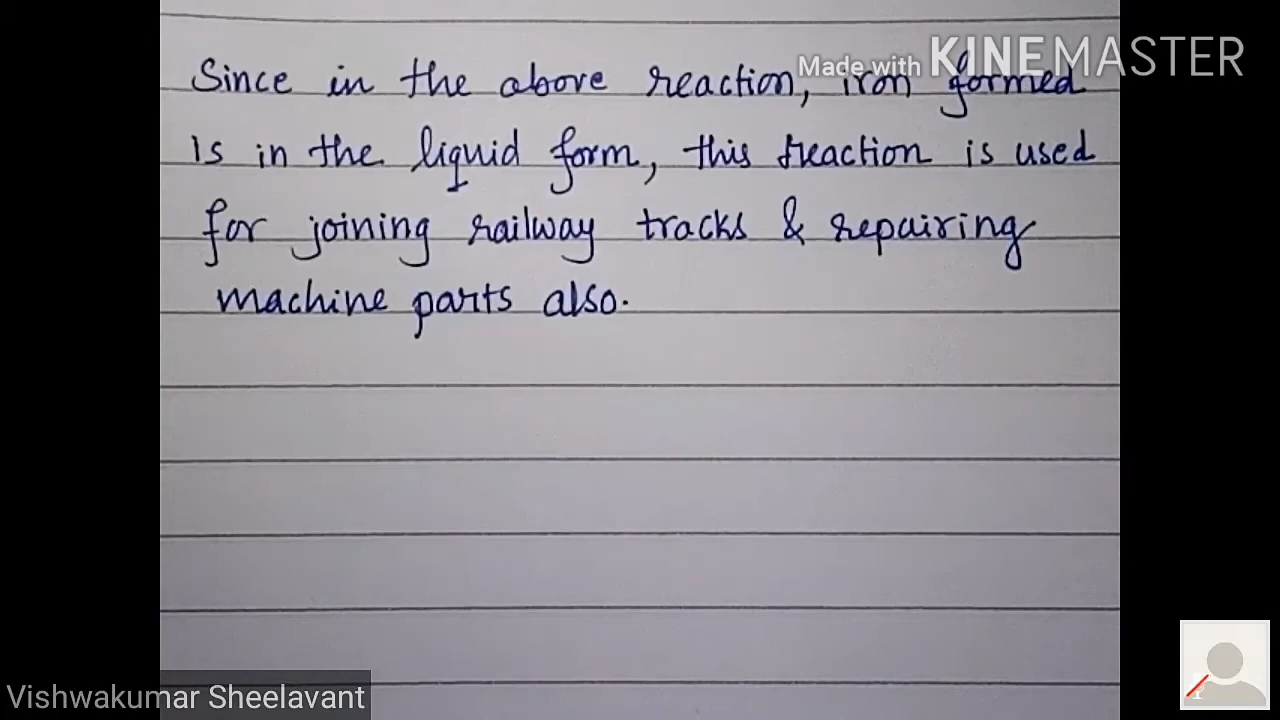 Made with KINEMASTER
Since in the above reaction, iron formed
is in the liquid form, this reaction is used
for joining railway tracks & repairing
machine parts also.
Vishwakumar Sheelavant